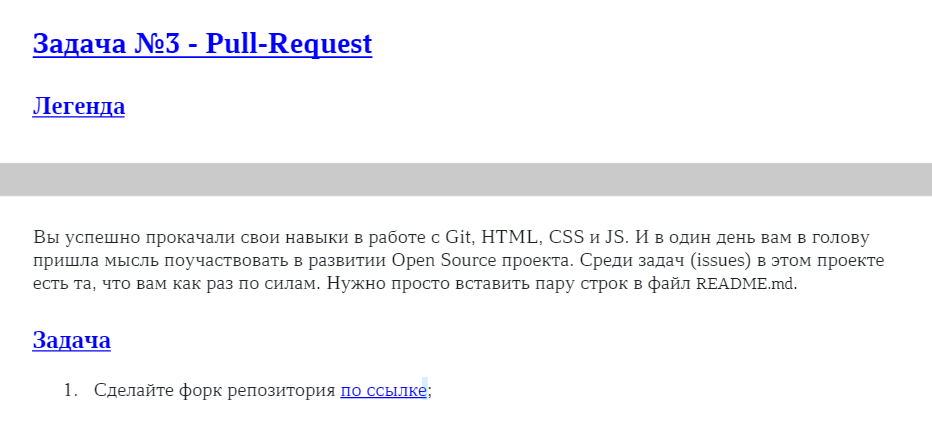 Задача №3 - Pull-Request
Легенда
Вы успешно прокачали свои навыки в работе с Git, HTML, CSS и JS. И в один день вам в голову
пришла мысль поучаствовать в развитии Open Source проекта. Среди задач (issues) в этом проекте
есть та, что вам как раз по силам. Нужно просто вставить пару строк в файл README.md.
Задача
1. Сделайте форк репозитория по ссылке;